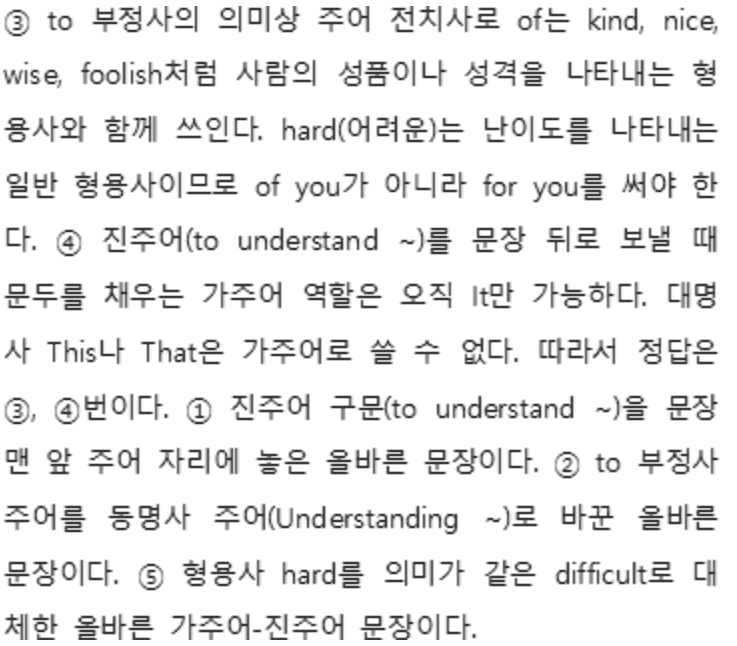 ③ to 부정사의 의미상 주어 전치사로 of는 kind, nice,
wise, foolish처럼 사람의 성품이나 성격을 나타내는 형
용사와 함께 쓰인다. hard(어려운)는 난이도를 나타내는
일반 형용사이므로 of you가 아니라 for you를 써야 한
다. ④ 진주어(to understand ~)를 문장 뒤로 보낼 때
문두를 채우는 가주어 역할은 오직 It만 가능하다. 대명
사 This나 That은 가주어로 쓸 수 없다. 따라서 정답은
③, ④번이다. ① 진주어 구문(to understand ~)을 문장
맨 앞 주어 자리에 놓은 올바른 문장이다. ② to 부정사
주어를 동명사 주어(Understanding ~)로 바꾼 올바른
문장이다. ⑤ 형용사 hard를 의미가 같은 difficult로 대
체한 올바른 가주어-진주어 문장이다.